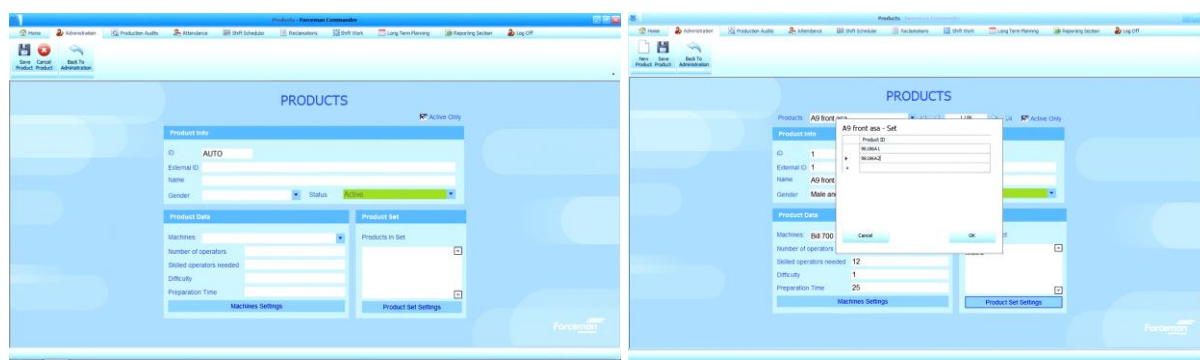 Products - Forceman Commander
Home Administration Production Audits Attendance Shift Scheduler Reclamations Shift Work Long Term Planning Reporting Section Log Off
Save Product
Cancel Product
Back To Administration
PRODUCTS
Active Only
Product Info
ID AUTO
External ID
Name
Gender Status Active
Product Data
Machines
Number of operators
Skilled operators needed
Difficulty
Preparation Time
Machines Settings
Product Set
Products In Set
Product Set Settings
Forceman
Products - Forceman Commander
Home Administration Production Audits Attendance Shift Scheduler Reclamations Shift Work Long Term Planning Reporting Section Log Off
New Product
Save Product
Back To Administration
PRODUCTS
Products A9 front asa Active Only
A9 front asa - Set
Product ID
Cancel OK
Product Info
ID 1
External ID 1
Name A9 front
Gender Male an
Product Data
Machines Bill 700
Number of operators
Skilled operators needed 12
Difficulty 1
Preparation Time 25
Machines Settings
Product Set Settings
Forceman